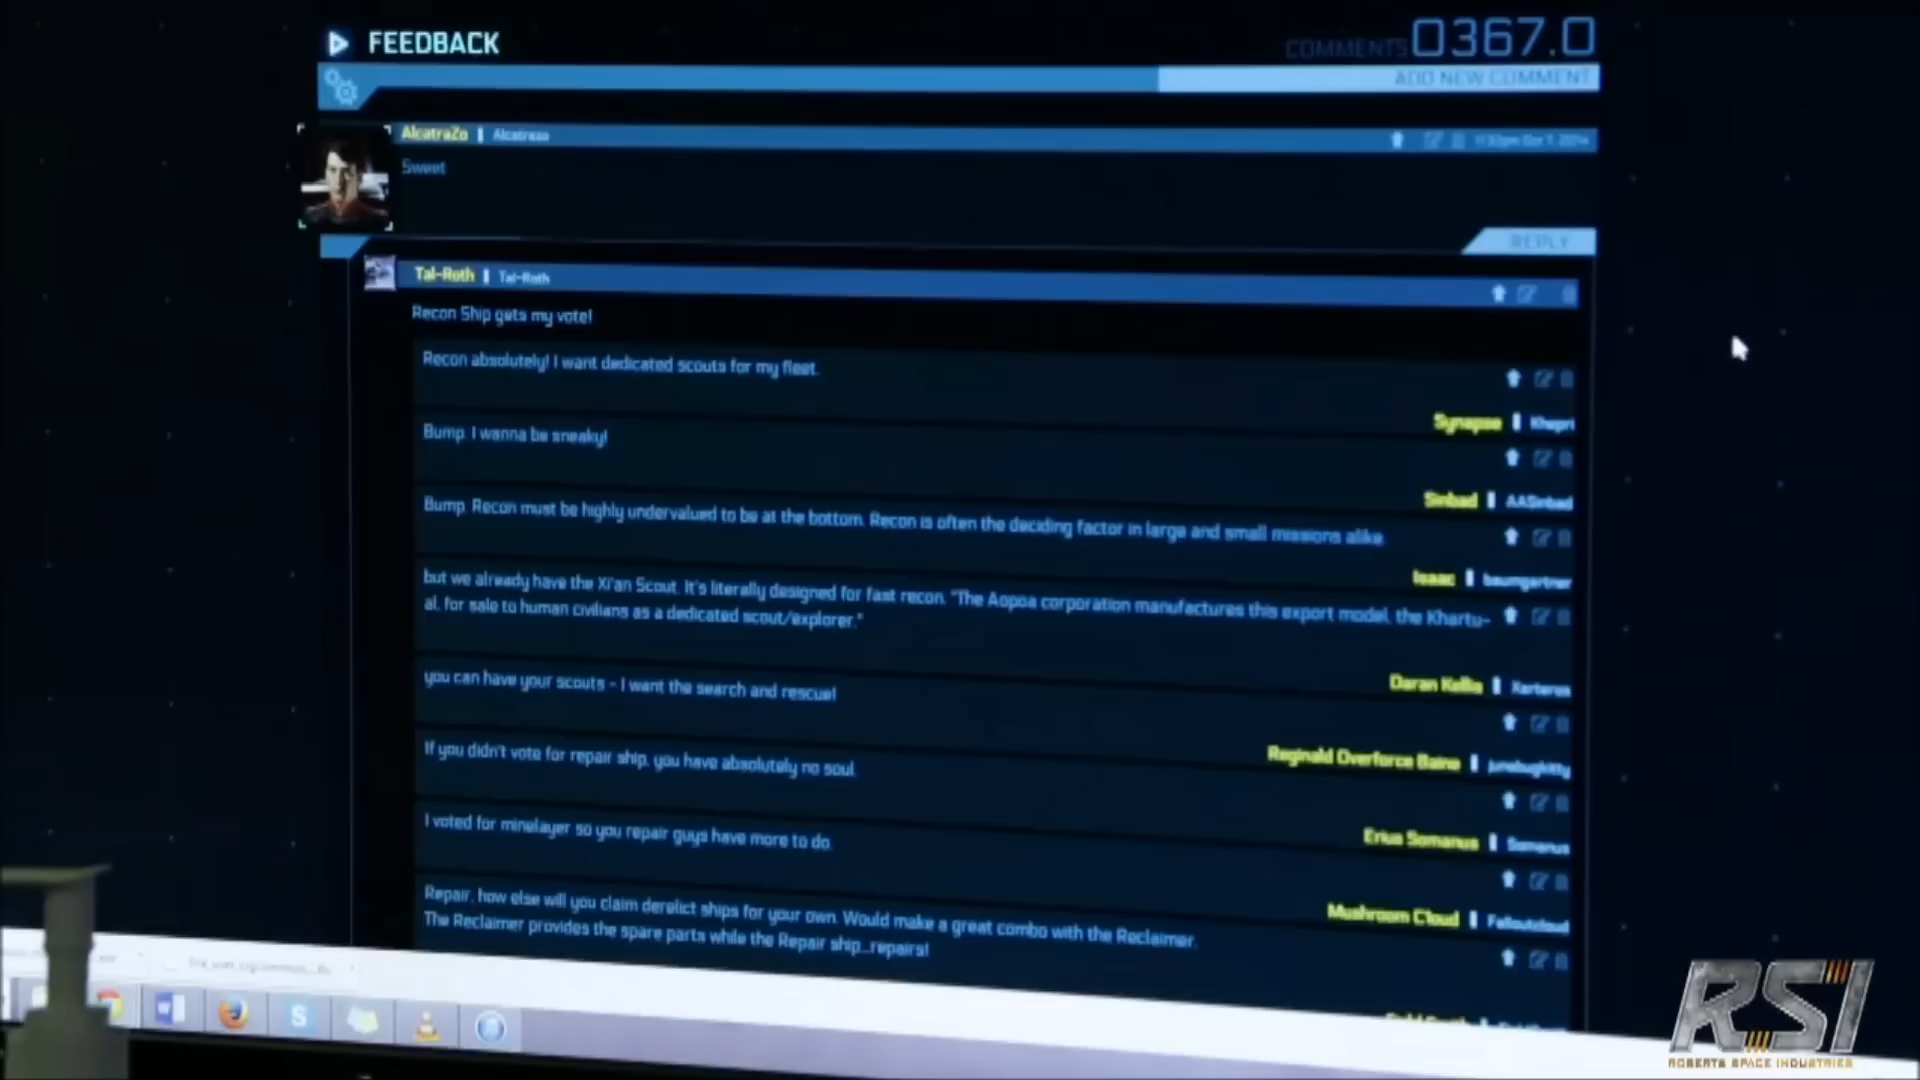 FEEDBACK
COMMENTS 0367.0
ADD NEW COMMENT
AlcatraZo | Alcatrazo
Sweet
REPLY
Tal-Roth | Tal-Roth
Recon Ship gets my vote!
Recon absolutely! I want dedicated scouts for my fleet.
Synapse | Khepri
Bump. I wanna be sneaky!
Sinbad | AASinbad
Bump. Recon must be highly undervalued to be at the bottom. Recon is often the deciding factor in large and small missions alike.
Isaac | baumgartner
but we already have the Xi'an Scout. It's literally designed for fast recon. "The Aopoa corporation manufactures this export model, the Khartu-
al, for sale to human civilians as a dedicated scout/explorer."
Daran Kellis
you can have your scouts - I want the search and rescue!
Reginald Overforce Baine | junebugkitty
If you didn't vote for repair ship, you have absolutely no soul.
Erius Somanus | Somanus
I voted for minelayer so you repair guys have more to do.
Mushroom Cloud | Falloutcloud
Repair, how else will you claim derelict ships for your own. Would make a great combo with the Reclaimer.
The Reclaimer provides the spare parts while the Repair ship...repairs!
RSI
ROBERTS SPACE INDUSTRIES